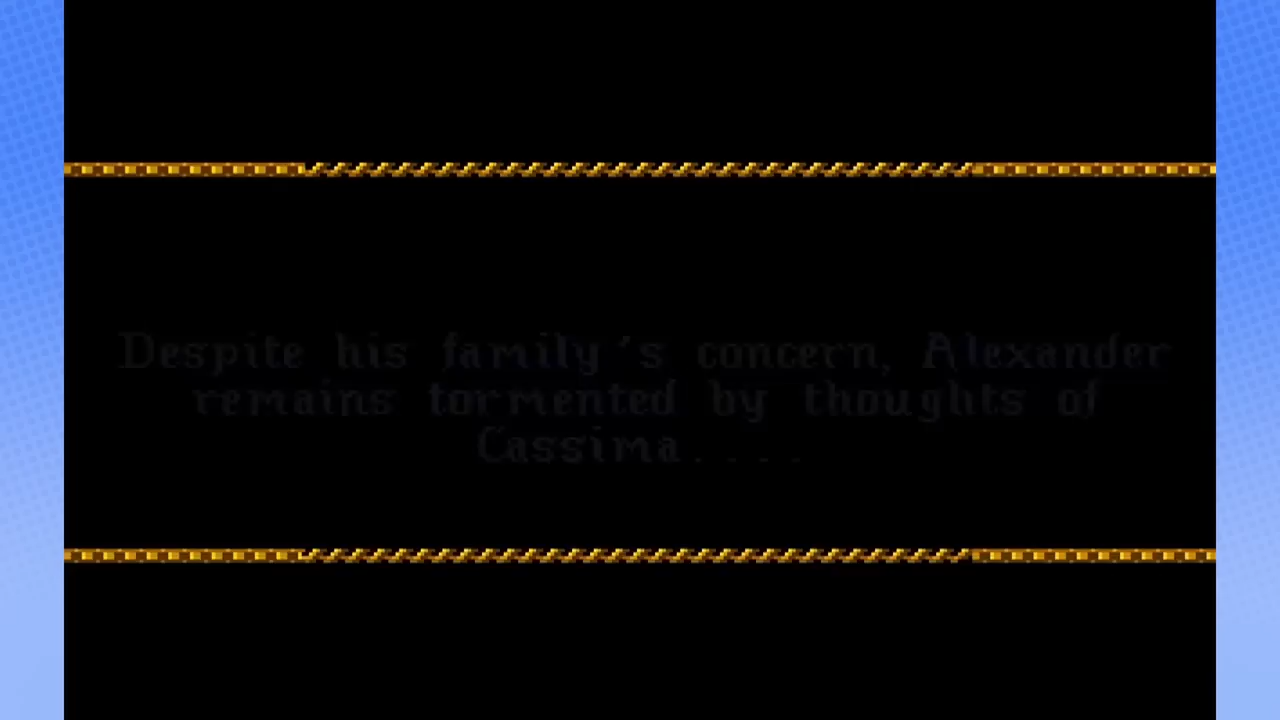 Despite his family's concern, Alexander
remains tormented by thoughts of
Cassima....